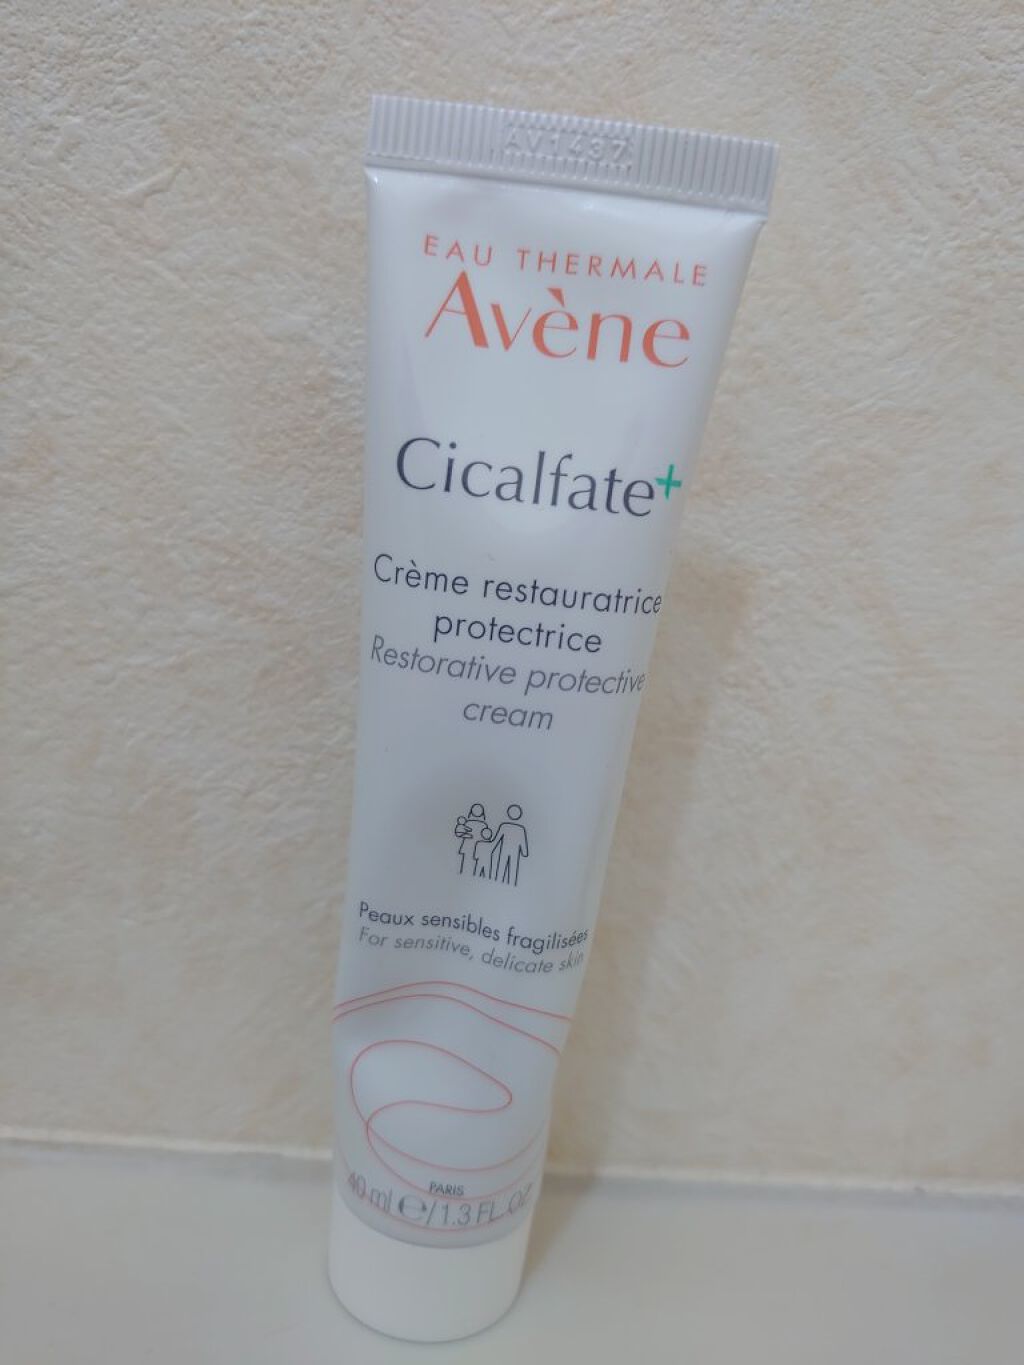 AV1437
EAU THERMALE
Avène
Cicalfate+
Crème restauratrice
protectrice
Restorative protective
cream
Peaux sensibles fragilisées
For sensitive, delicate skin
PARIS
40 ml ℮/1.3 FL. OZ